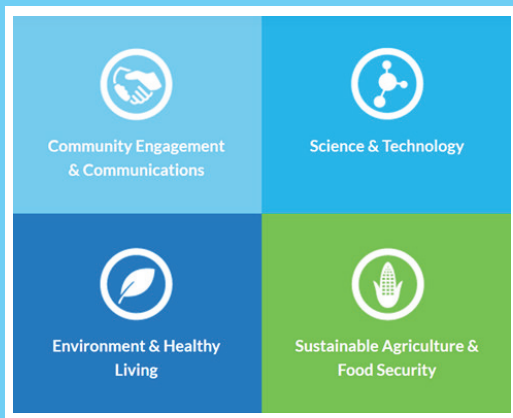 Community Engagement
& Communications
Science & Technology
Environment & Healthy
Living
Sustainable Agriculture &
Food Security